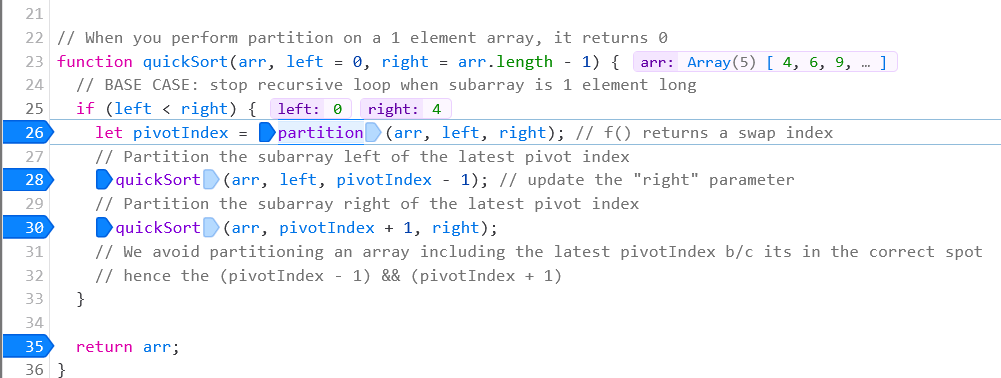 21
22 // When you perform partition on a 1 element array, it returns 0
23 function quickSort(arr, left = 0, right = arr.length - 1) { arr: Array(5) [ 4, 6, 9, … ]
24 // BASE CASE: stop recursive loop when subarray is 1 element long
25 if (left < right) { left: 0 right: 4
26 let pivotIndex = partition(arr, left, right); // f() returns a swap index
27 // Partition the subarray left of the latest pivot index
28 quickSort(arr, left, pivotIndex - 1); // update the "right" parameter
29 // Partition the subarray right of the latest pivot index
30 quickSort(arr, pivotIndex + 1, right);
31 // We avoid partitioning an array including the latest pivotIndex b/c its in the correct spot
32 // hence the (pivotIndex - 1) && (pivotIndex + 1)
33 }
34
35 return arr;
36 }